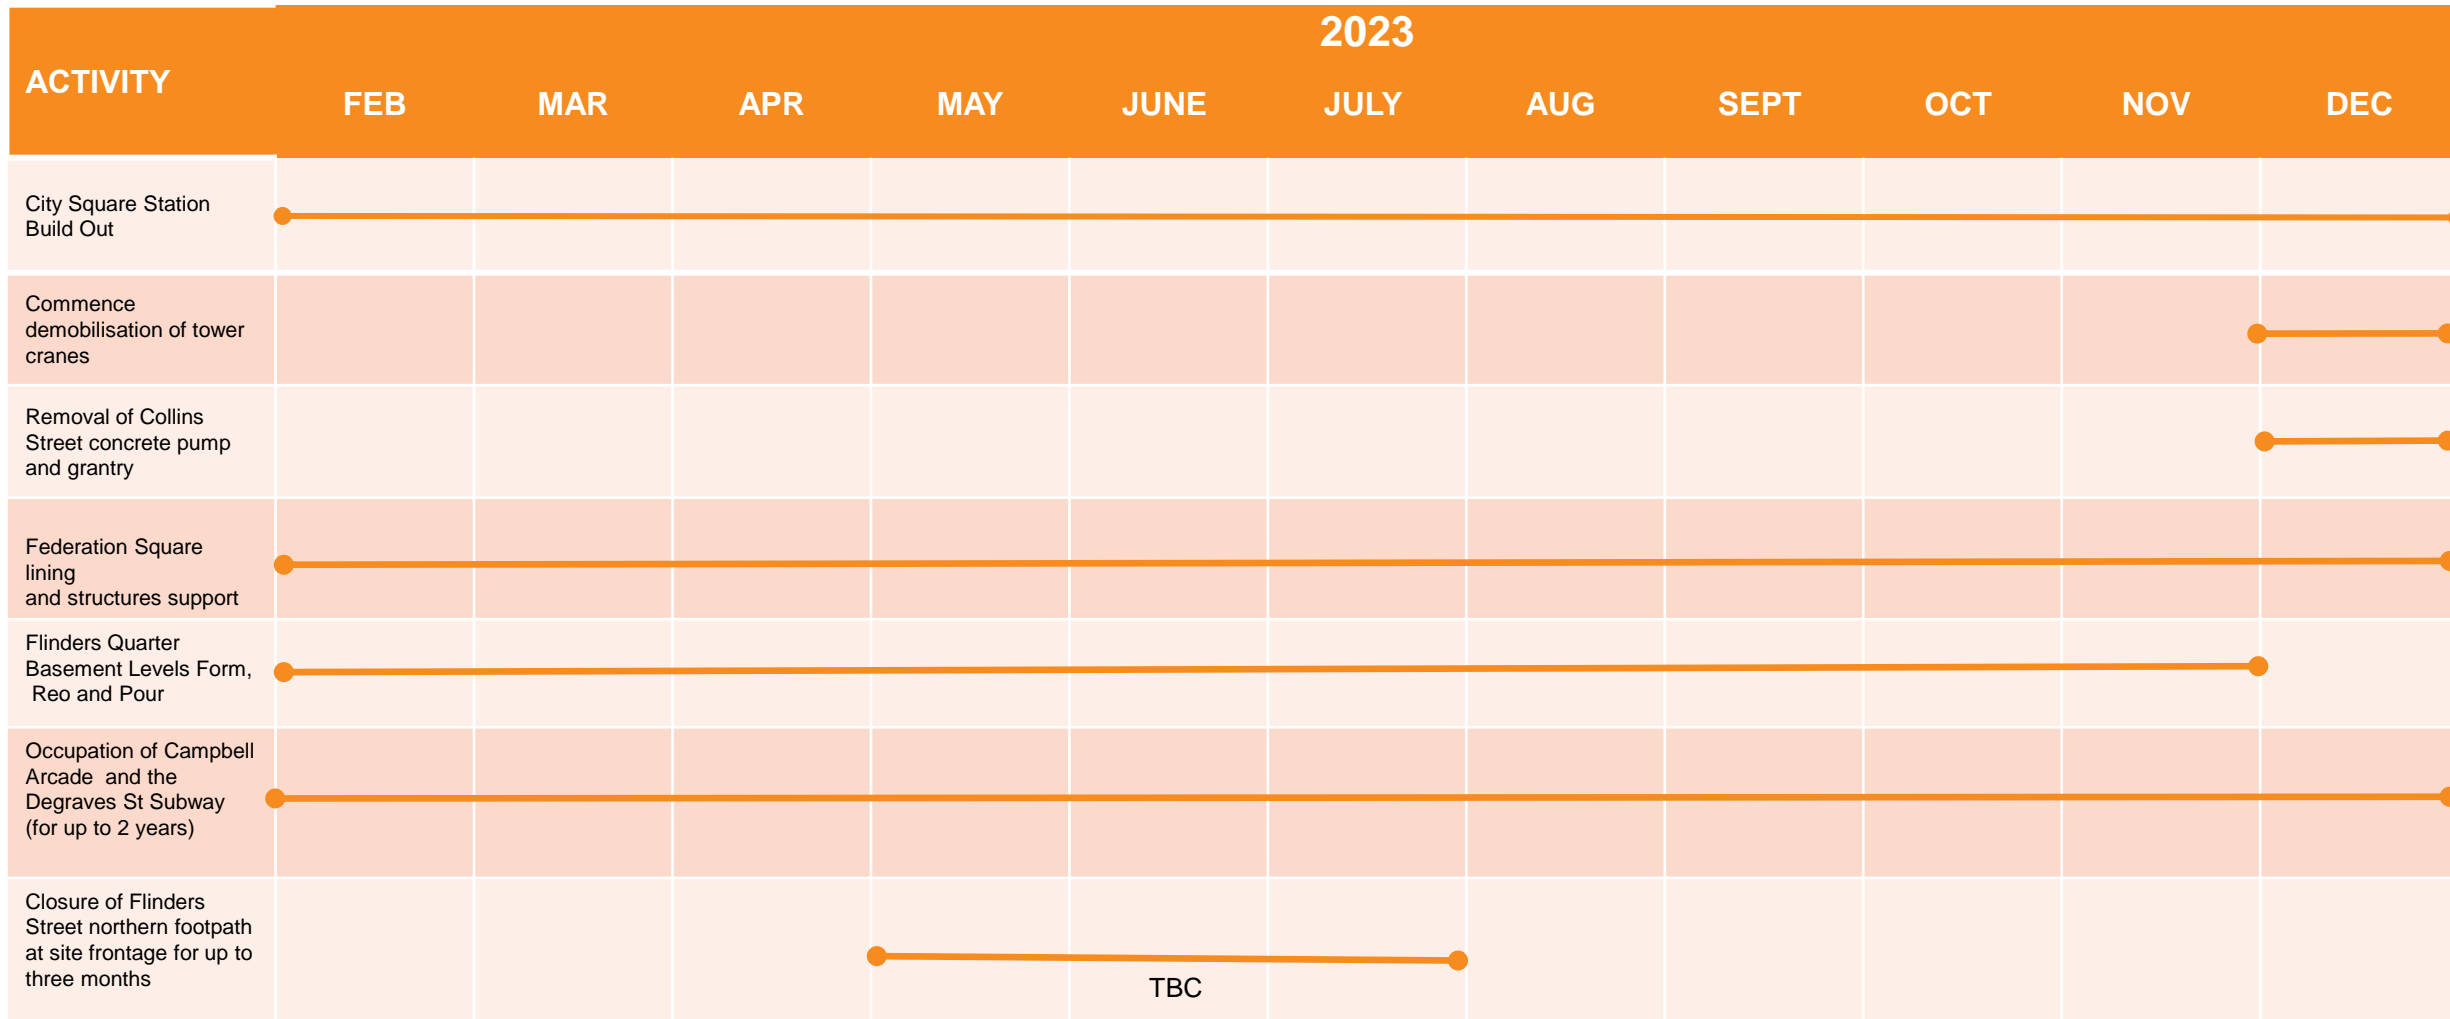 2023
ACTIVITY
FEB MAR APR MAY JUNE JULY AUG SEPT OCT NOV DEC
City Square Station
Build Out
Commence
demobilisation of tower
cranes
Removal of Collins
Street concrete pump
and grantry
Federation Square
lining
and structures support
Flinders Quarter
Basement Levels Form,
Reo and Pour
Occupation of Campbell
Arcade and the
Degraves St Subway
(for up to 2 years)
Closure of Flinders
Street northern footpath
at site frontage for up to
three months
TBC